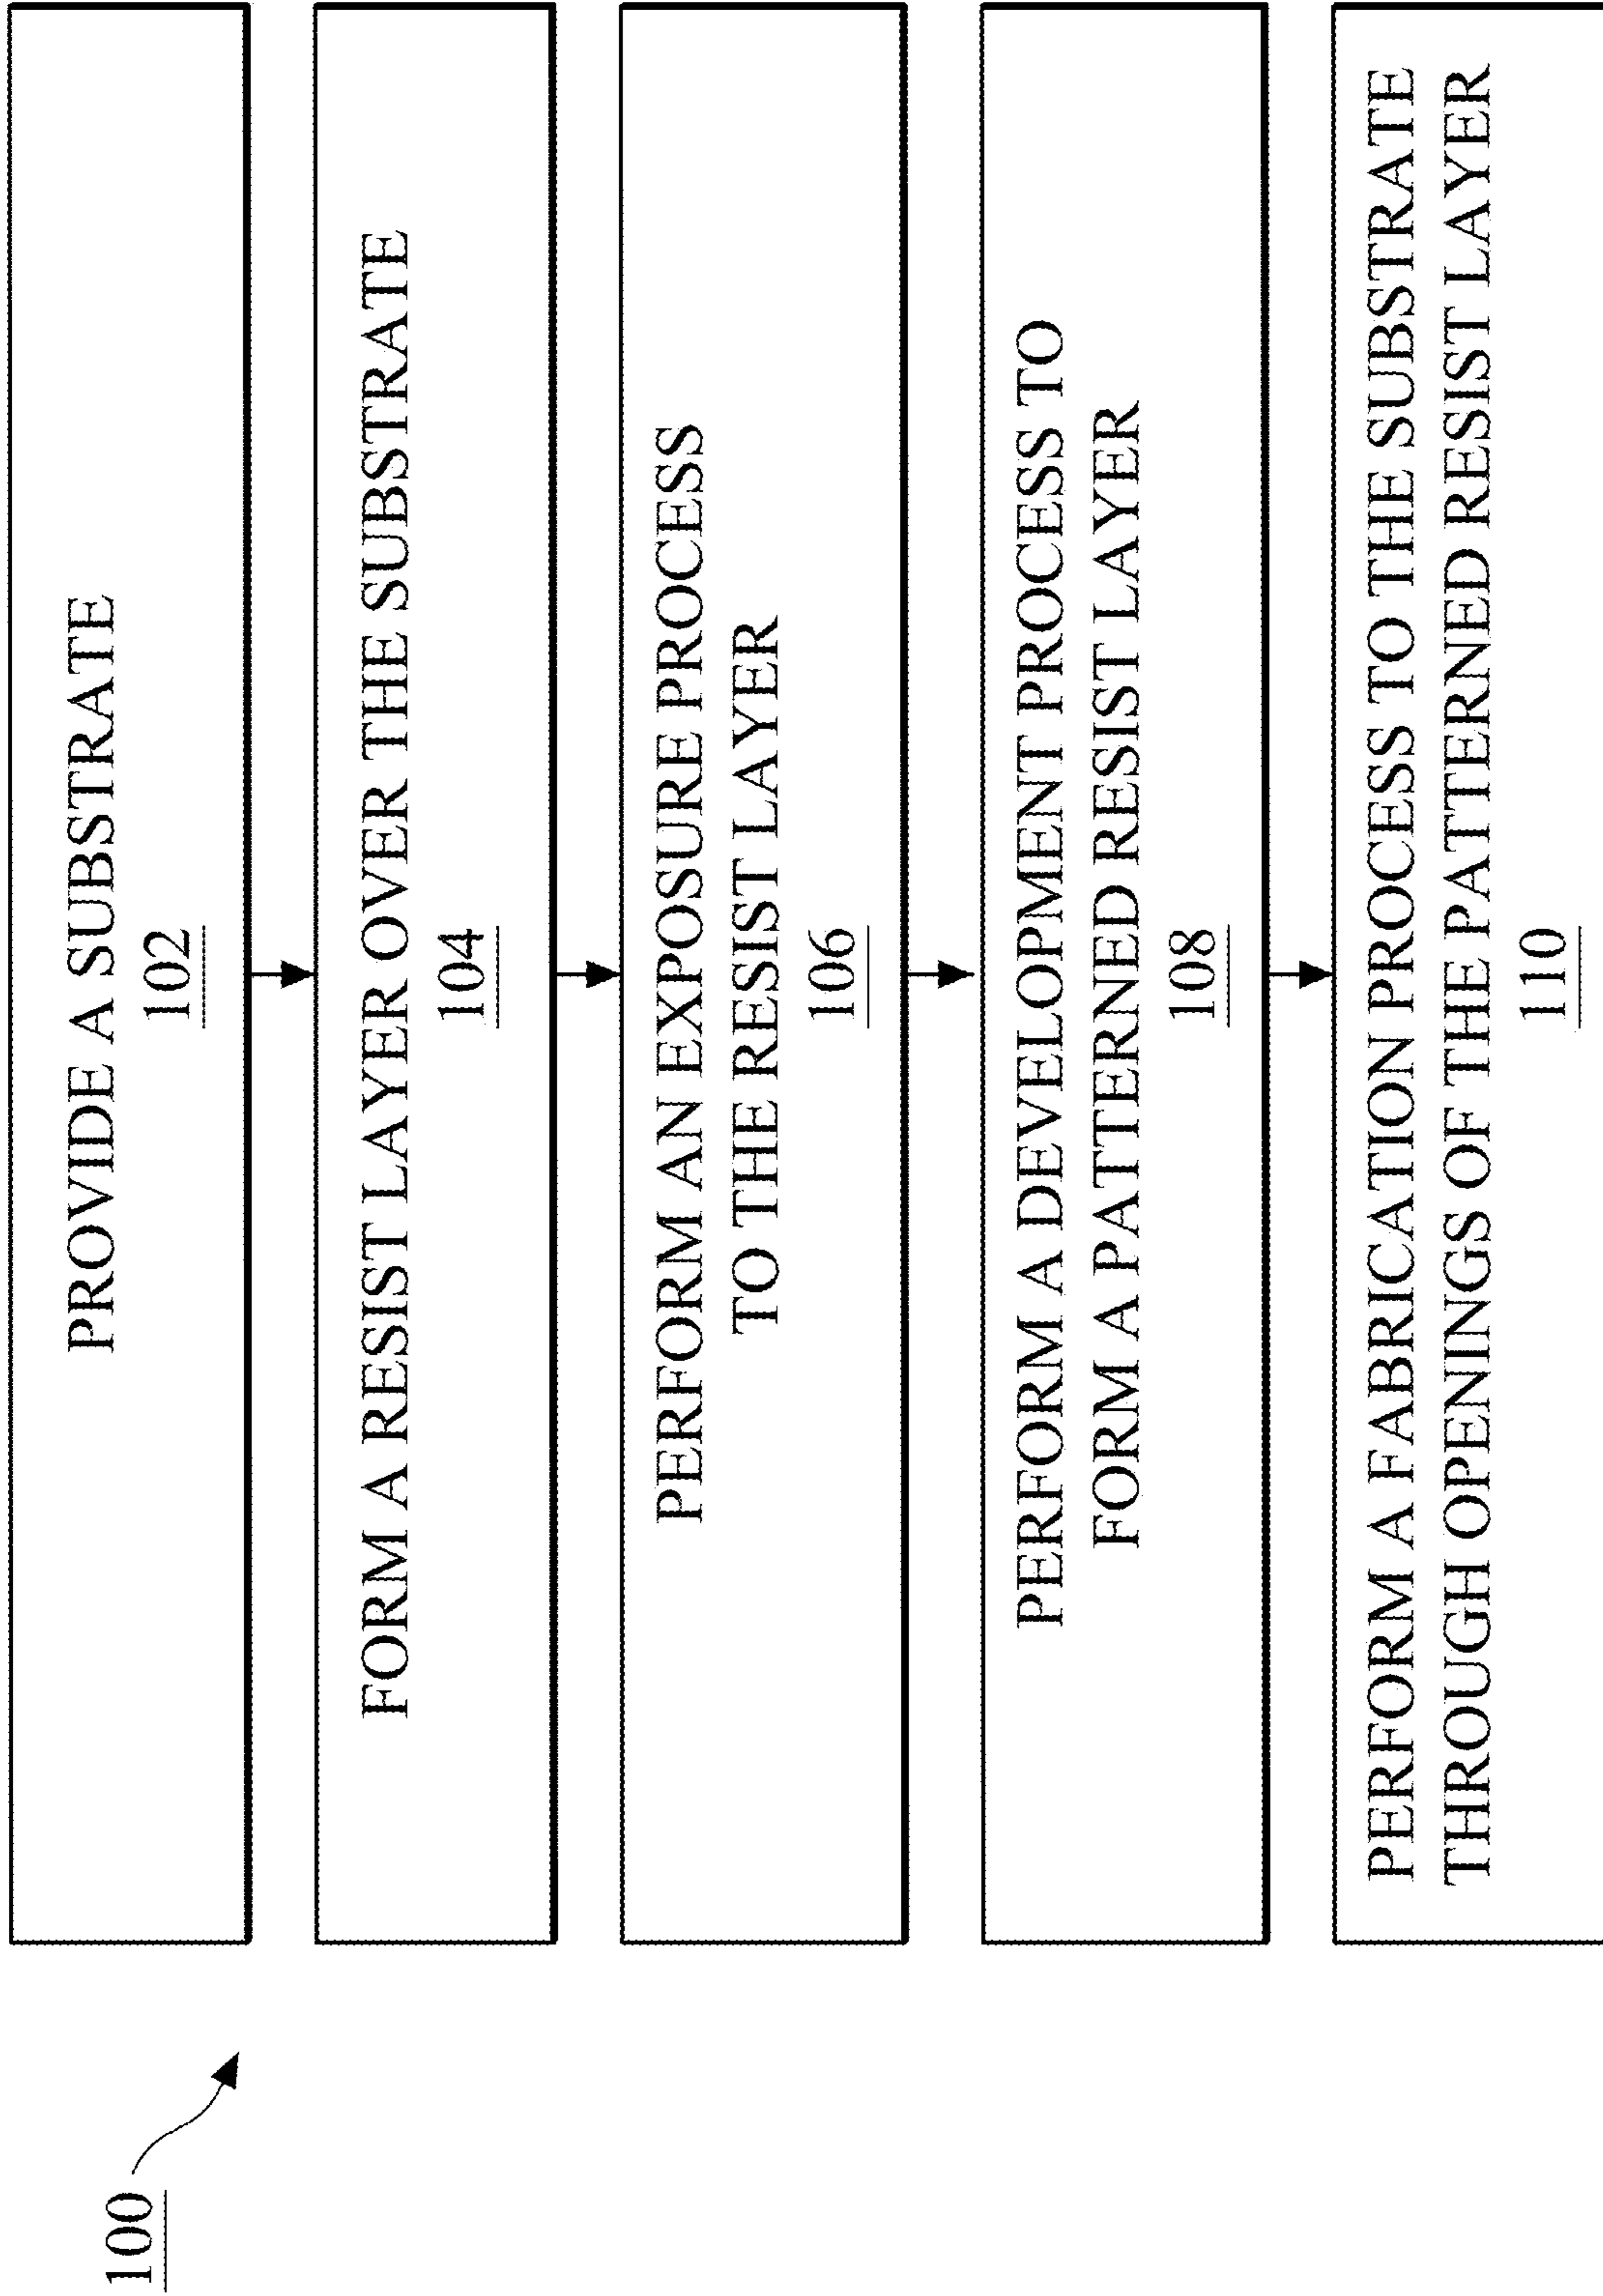 100
PROVIDE A SUBSTRATE
102
FORM A RESIST LAYER OVER THE SUBSTRATE
104
PERFORM AN EXPOSURE PROCESS
TO THE RESIST LAYER
106
PERFORM A DEVELOPMENT PROCESS TO
FORM A PATTERNED RESIST LAYER
108
PERFORM A FABRICATION PROCESS TO THE SUBSTRATE
THROUGH OPENINGS OF THE PATTERNED RESIST LAYER
110